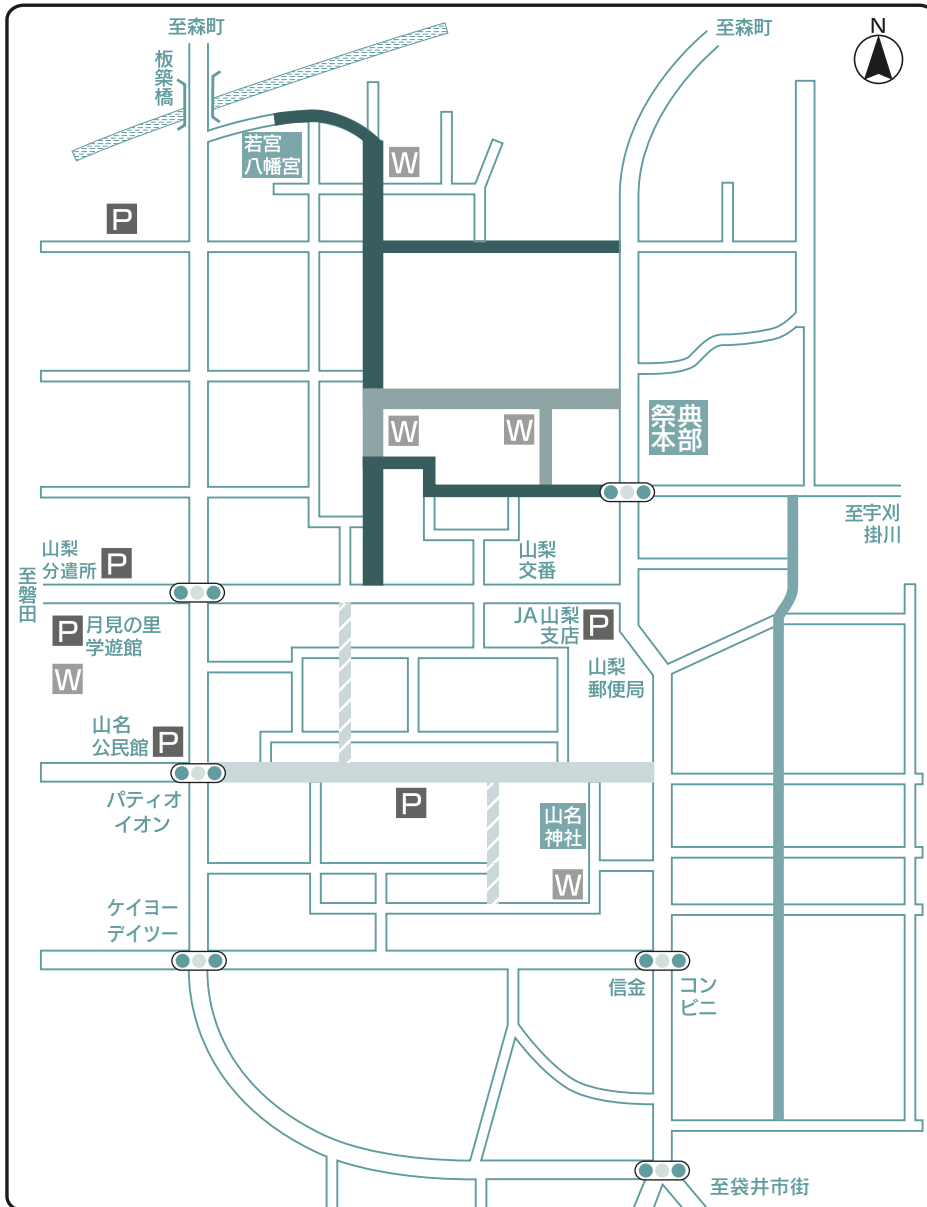 至森町
至森町
N
板築橋
若宮
八幡宮
W
P
W
W
祭典
本部
至宇刈
掛川
山梨
分遣所
P
至磐田
山梨
交番
P
月見の里
学遊館
W
JA山梨
支店
P
山梨
郵便局
山名
公民館
P
パティオ
イオン
P
山名
神社
W
ケイヨー
デイツー
信金
コン
ビニ
至袋井市街